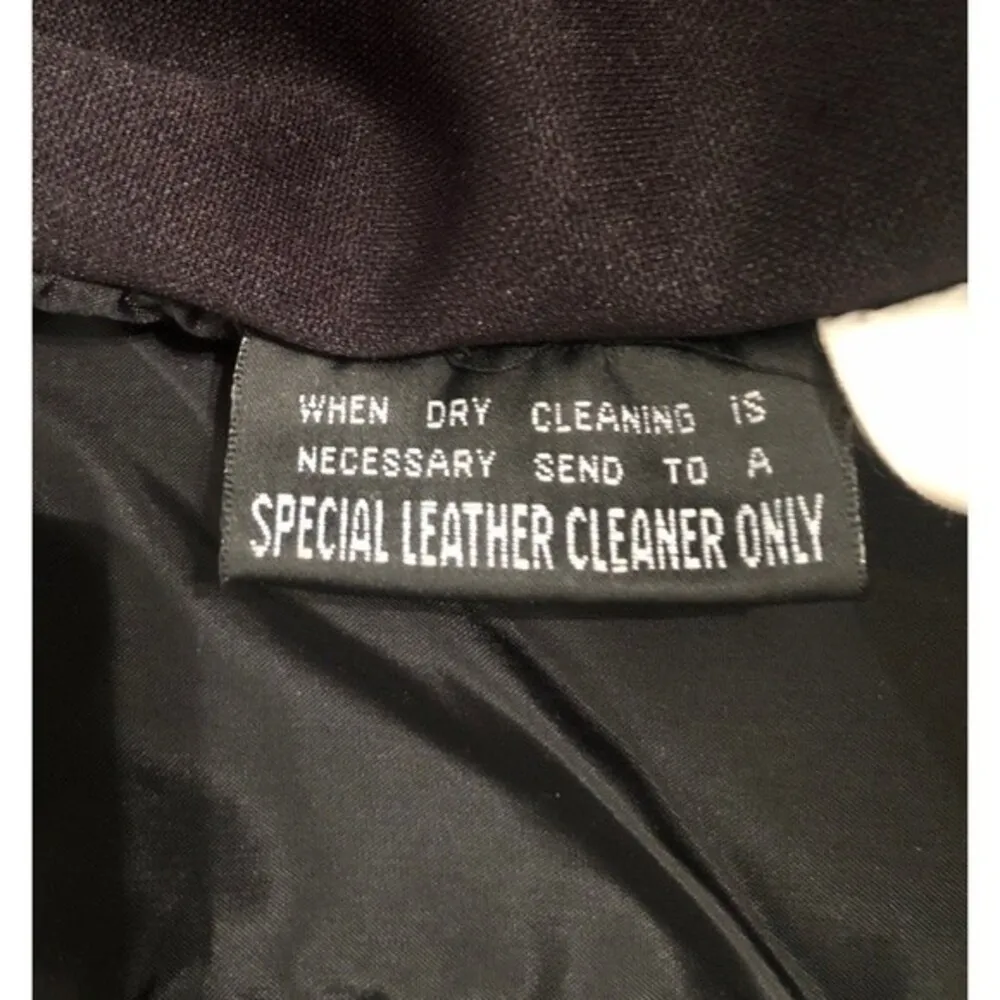 WHEN DRY CLEANING iS
NECESSARY SEND TO A
SPECIAL LEATHER CLEANER ONLY